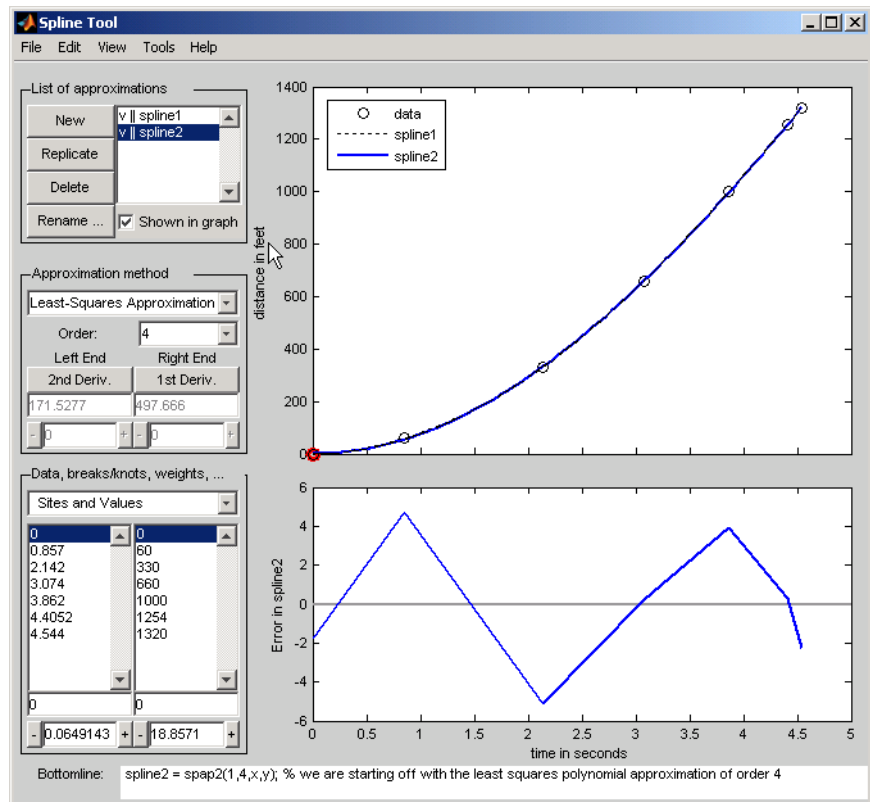 Spline Tool
File Edit View Tools Help
List of approximations
New
Replicate
Delete
Rename ...
v || spline1
v || spline2
Shown in graph
Approximation method
Least-Squares Approximation
Order: 4
Left End Right End
2nd Deriv. 1st Deriv.
171.5277 497.666
- 0 + - 0 +
Data, breaks/knots, weights, ...
Sites and Values
0 0
0.857 60
2.142 330
3.074 660
3.862 1000
4.4052 1254
4.544 1320
0 0
- 0.0649143 + - 18.8571 +
1400
1200
1000
800
600
400
200
0
distance in feet
data
spline1
spline2
6
4
2
0
-2
-4
-6
Error in spline2
0 0.5 1 1.5 2 2.5 3 3.5 4 4.5 5
time in seconds
Bottomline: spline2 = spap2(1,4,x,y); % we are starting off with the least squares polynomial approximation of order 4